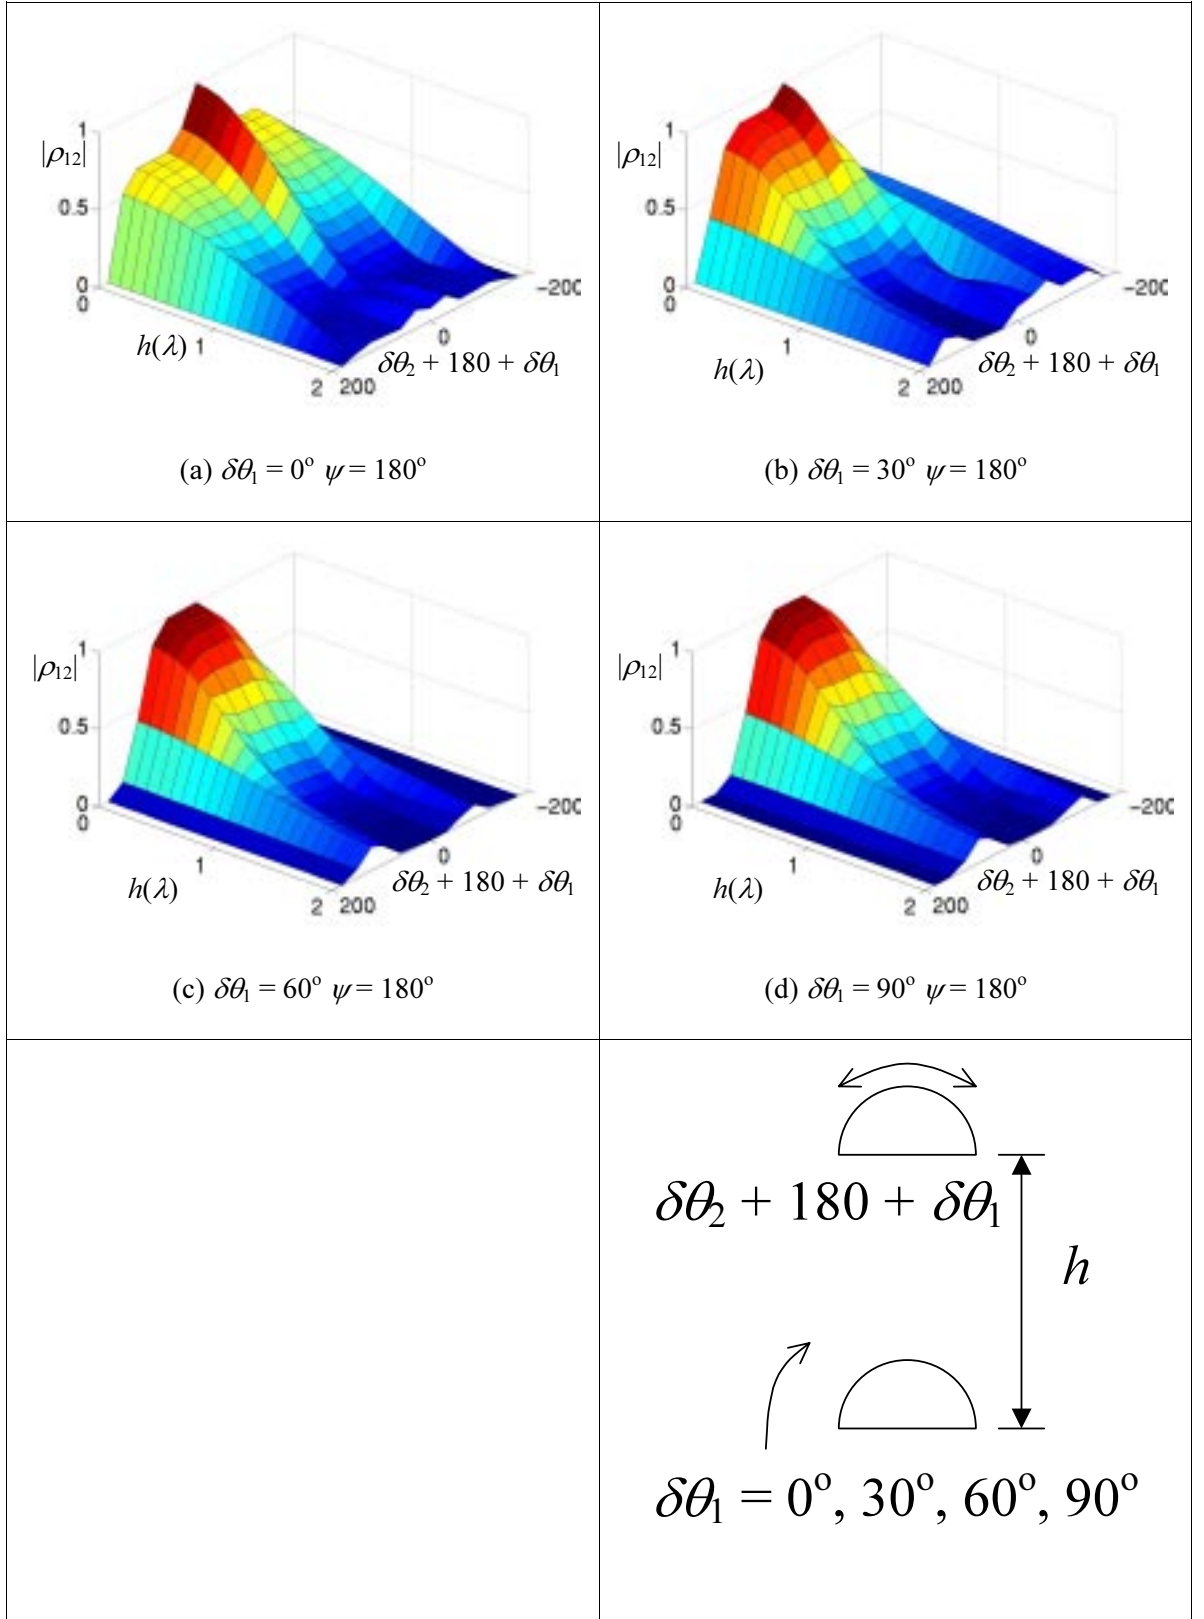 1
|ρ12|
0.5
0
0
h(λ) 1
2 200
0
-200
δθ2 + 180 + δθ1
(a) δθ1 = 0° ψ = 180°
1
|ρ12|
0.5
0
0
1
h(λ)
2 200
0
-200
δθ2 + 180 + δθ1
(b) δθ1 = 30° ψ = 180°
1
|ρ12|
0.5
0
0
1
h(λ)
2 200
0
-200
δθ2 + 180 + δθ1
(c) δθ1 = 60° ψ = 180°
1
|ρ12|
0.5
0
0
1
h(λ)
2 200
0
-200
δθ2 + 180 + δθ1
(d) δθ1 = 90° ψ = 180°
δθ2 + 180 + δθ1
h
δθ1 = 0°, 30°, 60°, 90°